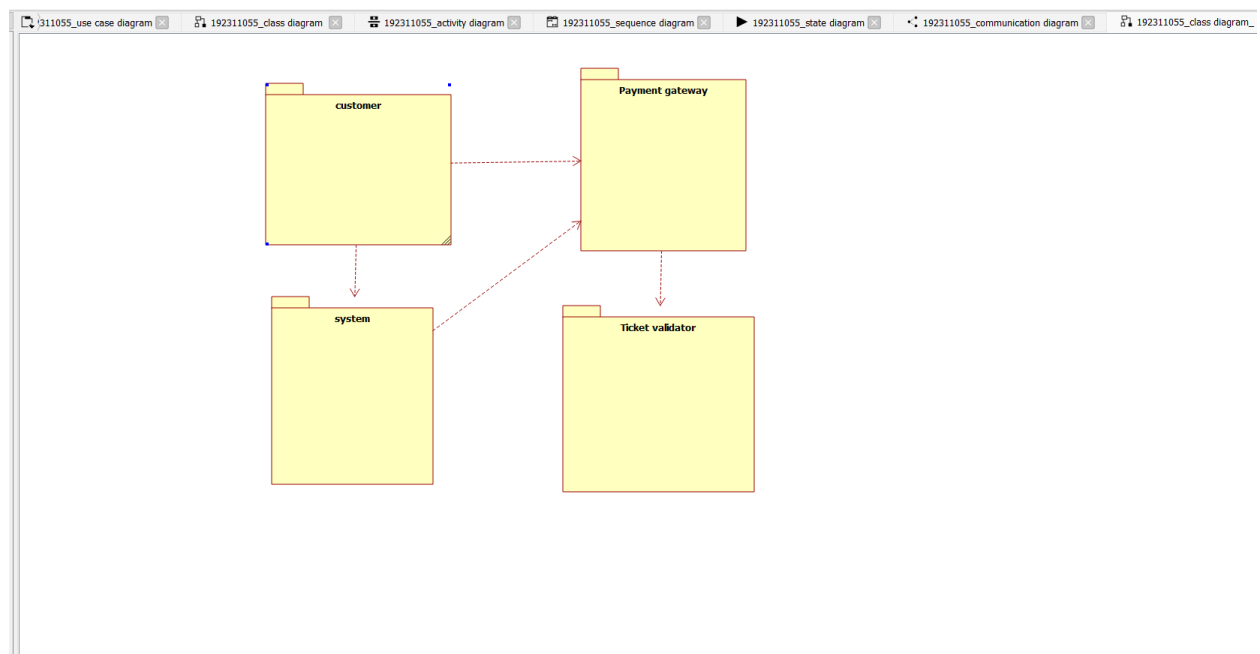 311055_use case diagram
192311055_class diagram
192311055_activity diagram
192311055_sequence diagram
192311055_state diagram
192311055_communication diagram
192311055_class diagram_
customer
Payment gateway
system
Ticket validator